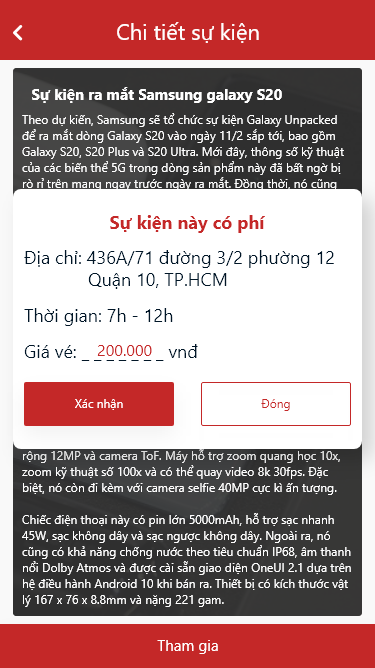 Chi tiết sự kiện
Sự kiện ra mắt Samsung galaxy S20
Theo dự kiến, Samsung sẽ tổ chức sự kiện Galaxy Unpacked
để ra mắt dòng Galaxy S20 vào ngày 11/2 sắp tới, bao gồm
Galaxy S20, S20 Plus và S20 Ultra. Mới đây, thông số kỹ thuật
của các biến thể 5G trong dòng sản phẩm này đã bất ngờ bị
rò rỉ trên mạng ngay trước ngày ra mắt. Đồng thời, nó cũng
Sự kiện này có phí
Địa chỉ: 436A/71 đường 3/2 phường 12
Quận 10, TP.HCM
Thời gian: 7h - 12h
Giá vé: _ 200.000 _ vnđ
Xác nhận
Đóng
rộng 12MP và camera ToF. Máy hỗ trợ zoom quang học 10x,
zoom kỹ thuật số 100x và có thể quay video 8k 30fps. Đặc
biệt, nó còn đi kèm với camera selfie 40MP cực kì ấn tượng.
Chiếc điện thoại này có pin lớn 5000mAh, hỗ trợ sạc nhanh
45W, sạc không dây và sạc ngược không dây. Ngoài ra, nó
cũng có khả năng chống nước theo tiêu chuẩn IP68, âm thanh
nổi Dolby Atmos và được cài sẵn giao diện OneUI 2.1 dựa trên
hệ điều hành Android 10 khi bán ra. Thiết bị có kích thước vật
lý 167 x 76 x 8.8mm và nặng 221 gam.
Tham gia